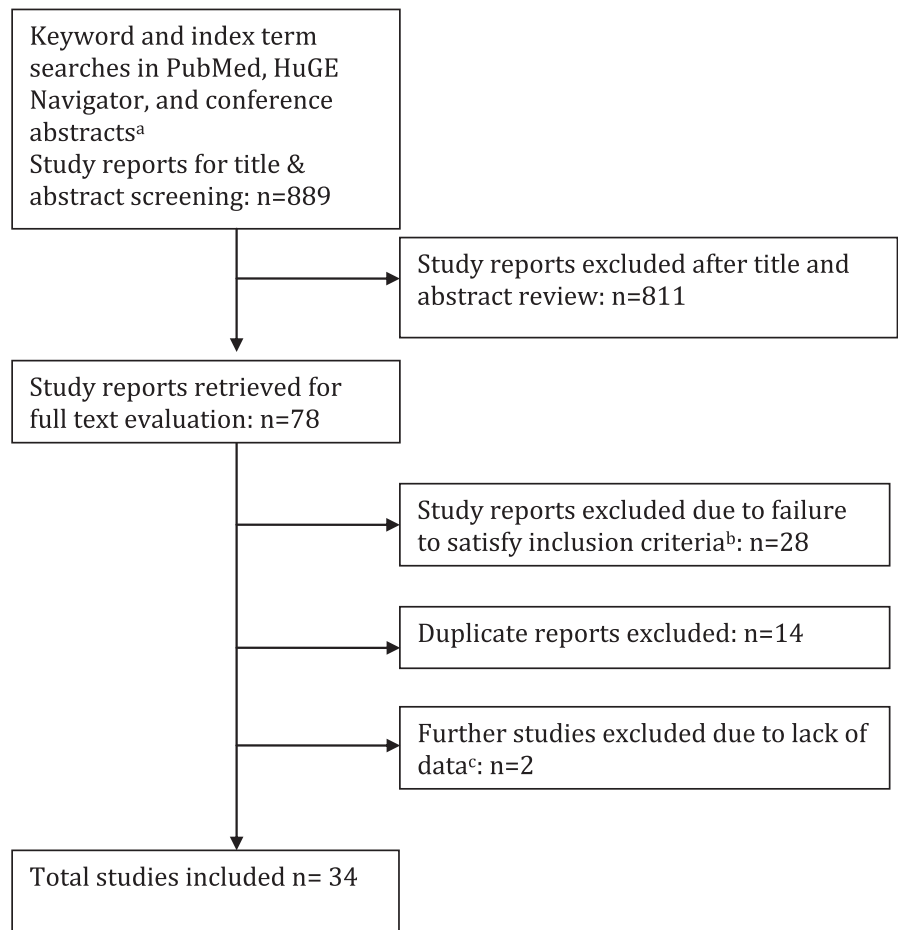 Keyword and index term
searches in PubMed, HuGE
Navigator, and conference
abstractsᵃ
Study reports for title &
abstract screening: n=889
Study reports excluded after title and
abstract review: n=811
Study reports retrieved for
full text evaluation: n=78
Study reports excluded due to failure
to satisfy inclusion criteriaᵇ: n=28
Duplicate reports excluded: n=14
Further studies excluded due to lack of
dataᶜ: n=2
Total studies included n= 34